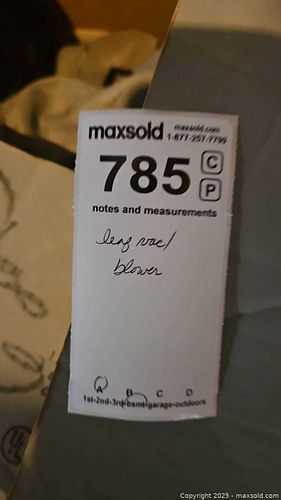 maxsold
maxsold.com
1-877-257-7799
785
C
P
notes and measurements
leaf vac/
blower
A B C D
1st-2nd-3rd-bsmt-garage-outdoors
UL
Copyright 2025 - maxsold.com